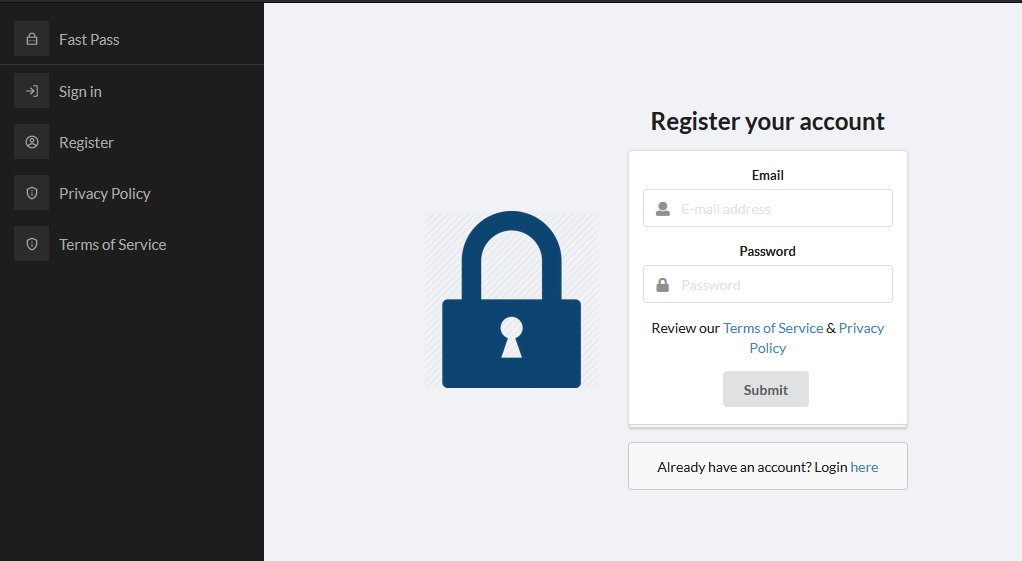 Fast Pass
Sign in
Register
Privacy Policy
Terms of Service
Register your account
Email
E-mail address
Password
Password
Review our Terms of Service & Privacy
Policy
Submit
Already have an account? Login here